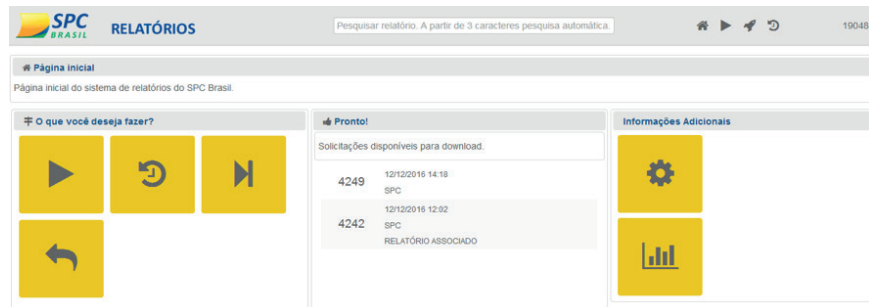 SPC
BRASIL
RELATÓRIOS
Pesquisar relatório. A partir de 3 caracteres pesquisa automática.
19048
Página inicial
Página inicial do sistema de relatórios do SPC Brasil.
O que você deseja fazer?
Pronto!
Solicitações disponíveis para download.
4249
12/12/2016 14:18
SPC
4242
12/12/2016 12:02
SPC
RELATÓRIO ASSOCIADO
Informações Adicionais